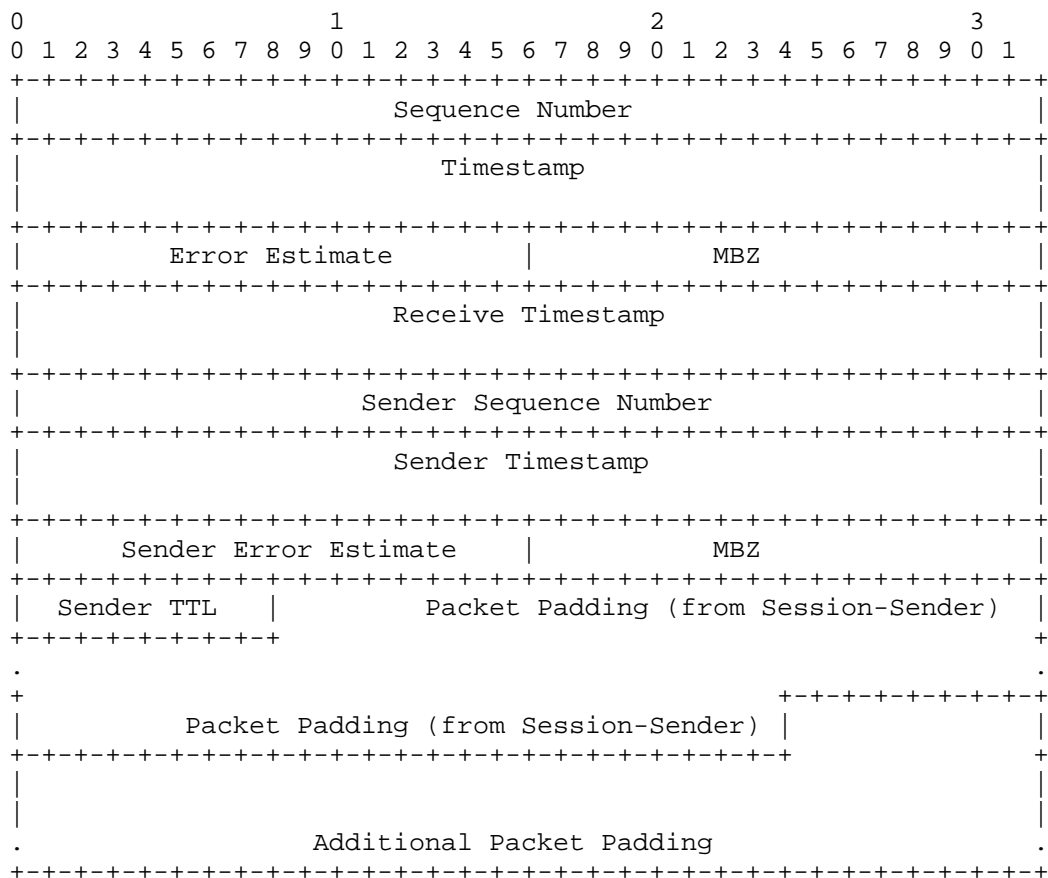 0                   1                   2                   3
0 1 2 3 4 5 6 7 8 9 0 1 2 3 4 5 6 7 8 9 0 1 2 3 4 5 6 7 8 9 0 1
+-+-+-+-+-+-+-+-+-+-+-+-+-+-+-+-+-+-+-+-+-+-+-+-+-+-+-+-+-+-+-+-+
|                        Sequence Number                        |
+-+-+-+-+-+-+-+-+-+-+-+-+-+-+-+-+-+-+-+-+-+-+-+-+-+-+-+-+-+-+-+-+
|                          Timestamp                            |
|                                                               |
+-+-+-+-+-+-+-+-+-+-+-+-+-+-+-+-+-+-+-+-+-+-+-+-+-+-+-+-+-+-+-+-+
|         Error Estimate        |           MBZ                 |
+-+-+-+-+-+-+-+-+-+-+-+-+-+-+-+-+-+-+-+-+-+-+-+-+-+-+-+-+-+-+-+-+
|                       Receive Timestamp                       |
|                                                               |
+-+-+-+-+-+-+-+-+-+-+-+-+-+-+-+-+-+-+-+-+-+-+-+-+-+-+-+-+-+-+-+-+
|                     Sender Sequence Number                    |
+-+-+-+-+-+-+-+-+-+-+-+-+-+-+-+-+-+-+-+-+-+-+-+-+-+-+-+-+-+-+-+-+
|                       Sender Timestamp                        |
|                                                               |
+-+-+-+-+-+-+-+-+-+-+-+-+-+-+-+-+-+-+-+-+-+-+-+-+-+-+-+-+-+-+-+-+
|      Sender Error Estimate    |           MBZ                 |
+-+-+-+-+-+-+-+-+-+-+-+-+-+-+-+-+-+-+-+-+-+-+-+-+-+-+-+-+-+-+-+-+
|  Sender TTL   |         Packet Padding (from Session-Sender)  |
+-+-+-+-+-+-+-+-+                                               +
.                                                               .
+                                               +-+-+-+-+-+-+-+-+
|          Packet Padding (from Session-Sender) |               |
+-+-+-+-+-+-+-+-+-+-+-+-+-+-+-+-+-+-+-+-+-+-+-+-+               +
|                                                               |
|                                                               |
.                  Additional Packet Padding                    .
+-+-+-+-+-+-+-+-+-+-+-+-+-+-+-+-+-+-+-+-+-+-+-+-+-+-+-+-+-+-+-+-+